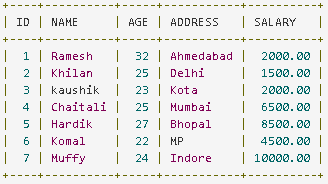 +----+----------+-----+-----------+----------+
| ID | NAME | AGE | ADDRESS | SALARY |
+----+----------+-----+-----------+----------+
| 1 | Ramesh | 32 | Ahmedabad | 2000.00 |
| 2 | Khilan | 25 | Delhi | 1500.00 |
| 3 | kaushik | 23 | Kota | 2000.00 |
| 4 | Chaitali | 25 | Mumbai | 6500.00 |
| 5 | Hardik | 27 | Bhopal | 8500.00 |
| 6 | Komal | 22 | MP | 4500.00 |
| 7 | Muffy | 24 | Indore | 10000.00 |
+----+----------+-----+-----------+----------+